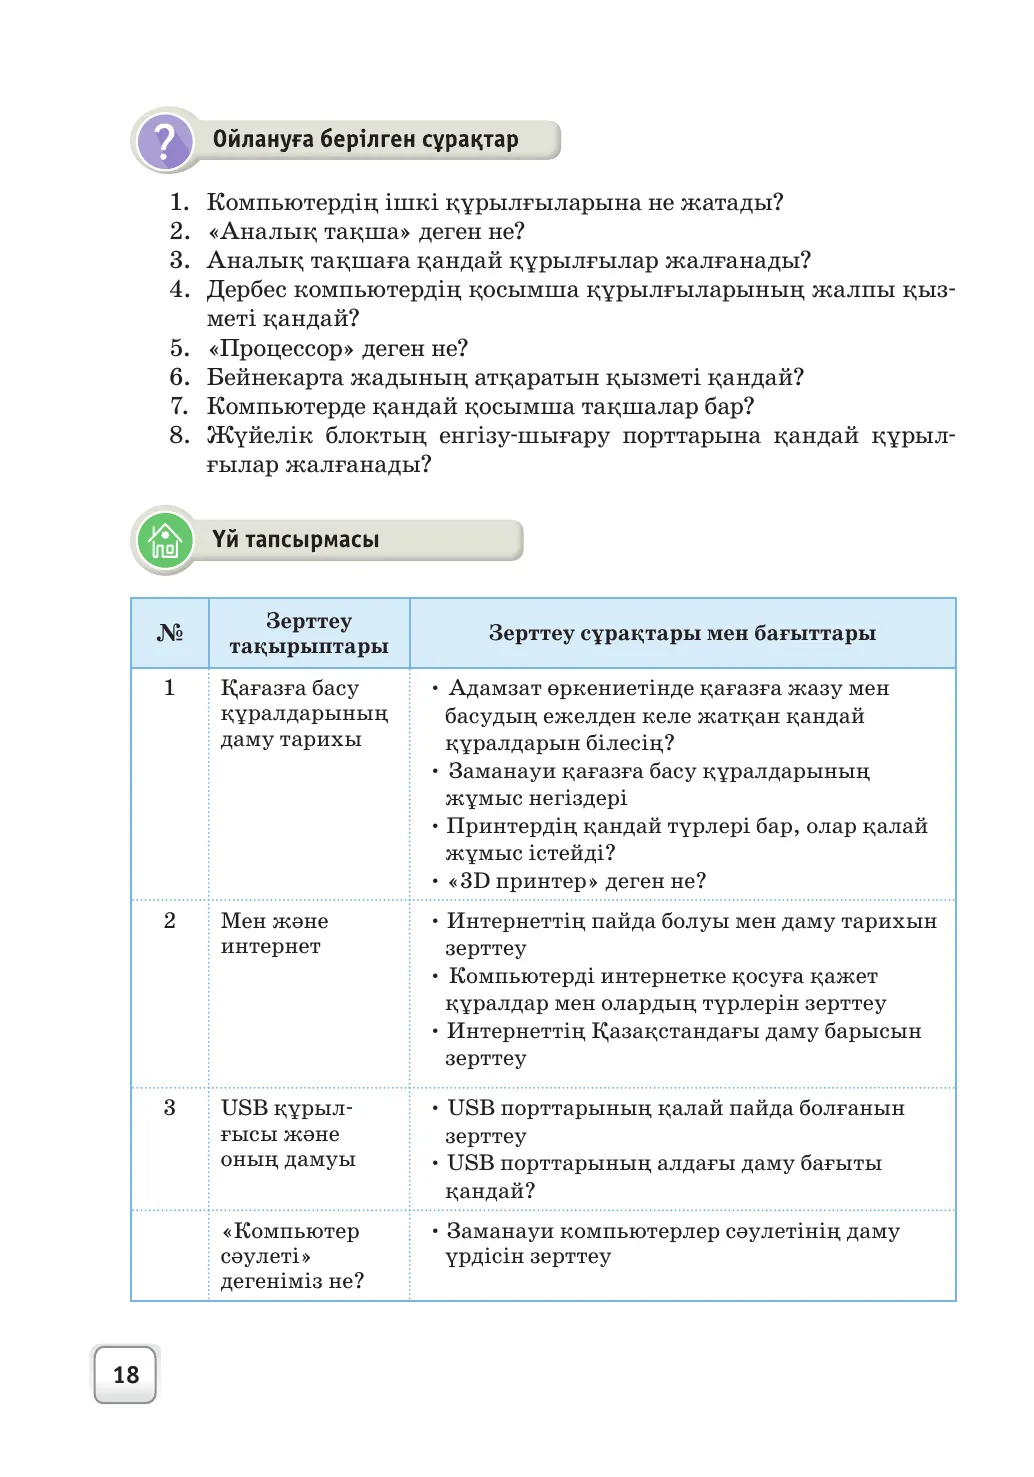 Ойлануға берілген сұрақтар
1. Компьютердің ішкі құрылғыларына не жатады?
2. «Аналық тақша» деген не?
3. Аналық тақшаға қандай құрылғылар жалғанады?
4. Дербес компьютердің қосымша құрылғыларының жалпы қыз-
меті қандай?
5. «Процессор» деген не?
6. Бейнекарта жадының атқаратын қызметі қандай?
7. Компьютерде қандай қосымша тақшалар бар?
8. Жүйелік блоктың енгізу-шығару порттарына қандай құрыл-
ғылар жалғанады?
Үй тапсырмасы
№
Зерттеу
тақырыптары
Зерттеу сұрақтары мен бағыттары
1
Қағазға басу
құралдарының
даму тарихы
• Адамзат өркениетінде қағазға жазу мен
басудың ежелден келе жатқан қандай
құралдарын білесің?
• Заманауи қағазға басу құралдарының
жұмыс негіздері
• Принтердің қандай түрлері бар, олар қалай
жұмыс істейді?
• «3D принтер» деген не?
2
Мен және
интернет
• Интернеттің пайда болуы мен даму тарихын
зерттеу
• Компьютерді интернетке қосуға қажет
құралдар мен олардың түрлерін зерттеу
• Интернеттің Қазақстандағы даму барысын
зерттеу
3
USB құрыл-
ғысы және
оның дамуы
• USB порттарының қалай пайда болғанын
зерттеу
• USB порттарының алдағы даму бағыты
қандай?
«Компьютер
сәулеті»
дегеніміз не?
• Заманауи компьютерлер сәулетінің даму
үрдісін зерттеу
18